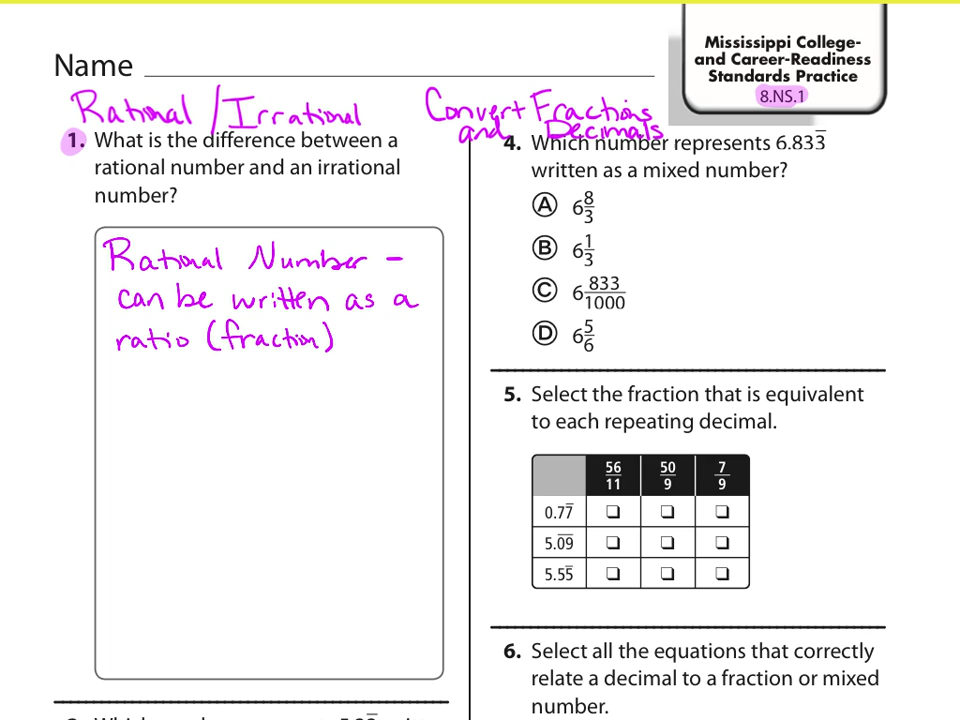 Name
Mississippi College-
and Career-Readiness
Standards Practice
8.NS.1
Rational / Irrational
1. What is the difference between a
rational number and an irrational
number?
Rational Number –
can be written as a
ratio (fraction)
Convert Fractions
and Decimals
4. Which number represents 6.833̅
written as a mixed number?
Ⓐ 6 8/3
Ⓑ 6 1/3
Ⓒ 6 833/1000
Ⓓ 6 5/6
5. Select the fraction that is equivalent
to each repeating decimal.
56/11 50/9 7/9
0.77̅ ❑ ❑ ❑
5.0̅9̅ ❑ ❑ ❑
5.55̅ ❑ ❑ ❑
6. Select all the equations that correctly
relate a decimal to a fraction or mixed
number.